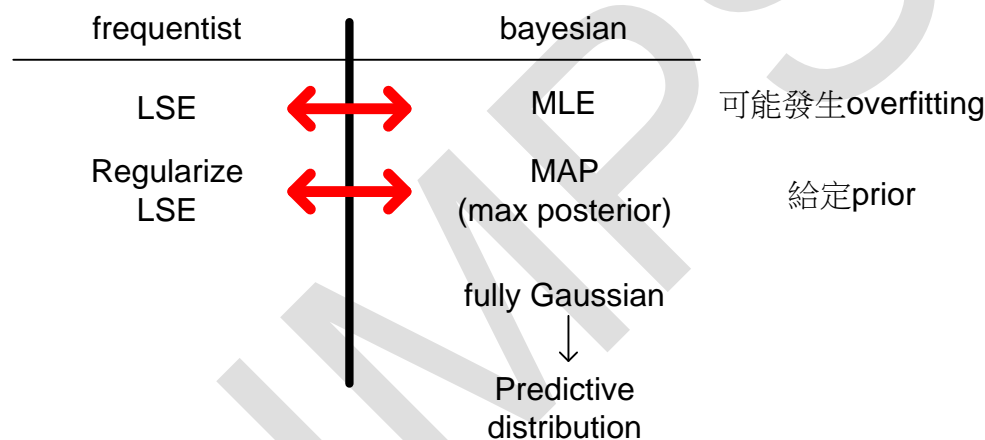 frequentist bayesian
LSE MLE 可能發生overfitting
Regularize
LSE
MAP
(max posterior)
給定prior
fully Gaussian
Predictive
distribution